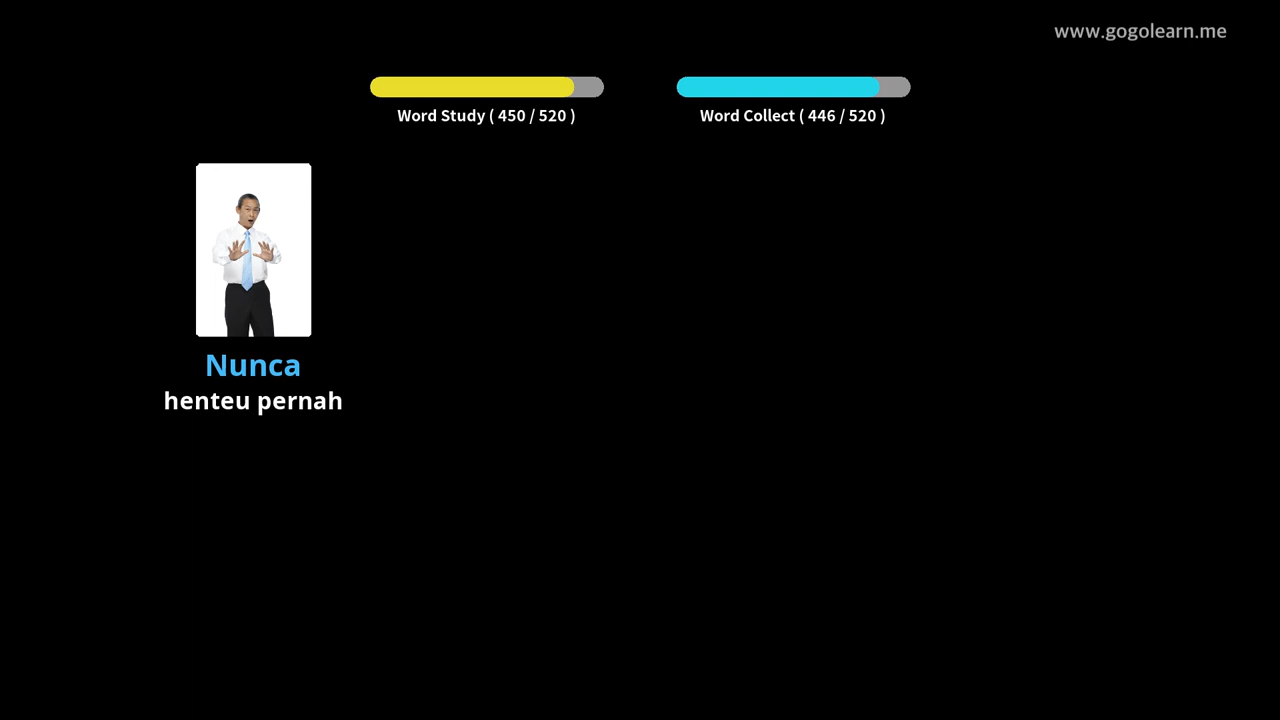 www.gogolearn.me
Word Study ( 450 / 520 )
Word Collect ( 446 / 520 )
Nunca
henteu pernah